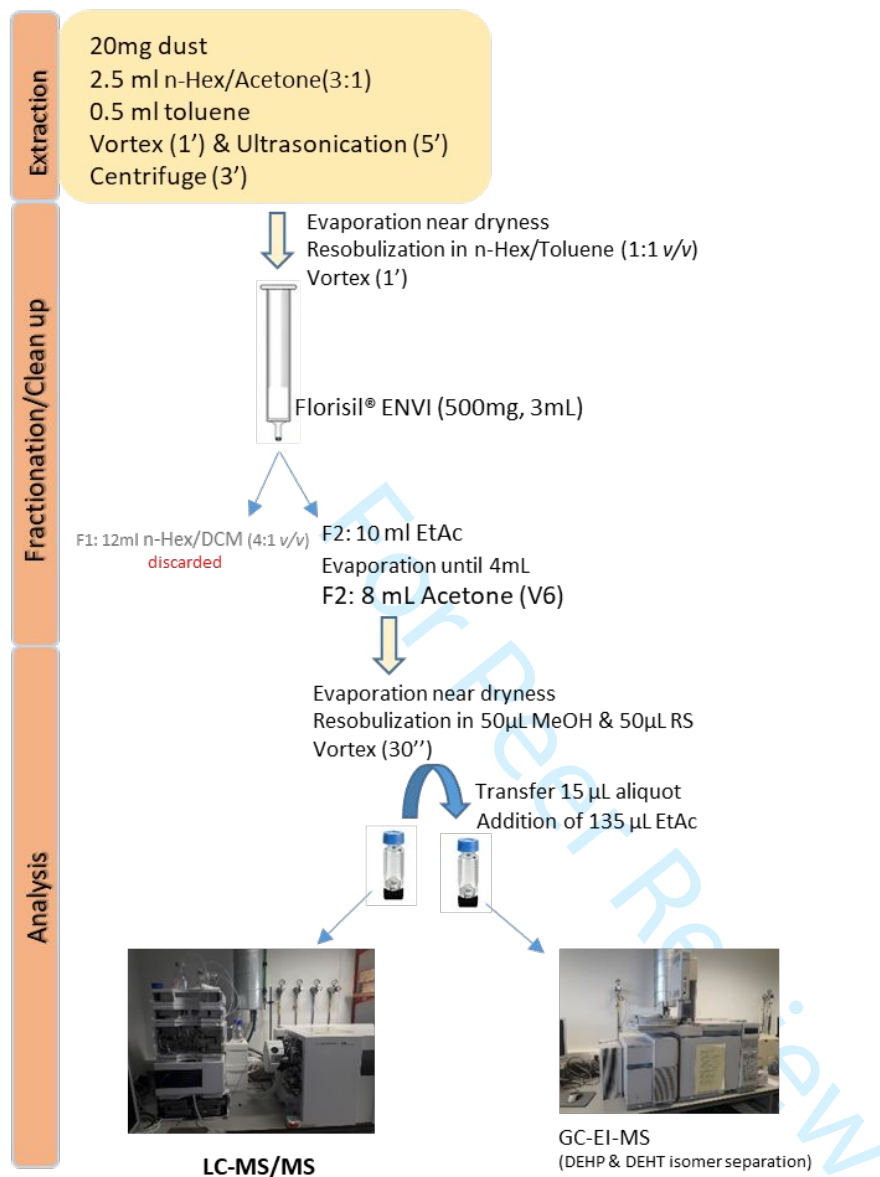 Extraction
20mg dust
2.5 ml n-Hex/Acetone(3:1)
0.5 ml toluene
Vortex (1’) & Ultrasonication (5’)
Centrifuge (3’)
Fractionation/Clean up
Evaporation near dryness
Resobulization in n-Hex/Toluene (1:1 v/v)
Vortex (1’)
Florisil® ENVI (500mg, 3mL)
F1: 12ml n-Hex/DCM (4:1 v/v)
discarded
F2: 10 ml EtAc
Evaporation until 4mL
F2: 8 mL Acetone (V6)
Analysis
Evaporation near dryness
Resobulization in 50µL MeOH & 50µL RS
Vortex (30’’)
Transfer 15 µL aliquot
Addition of 135 µL EtAc
LC-MS/MS
GC-EI-MS
(DEHP & DEHT isomer separation)
For Peer Review